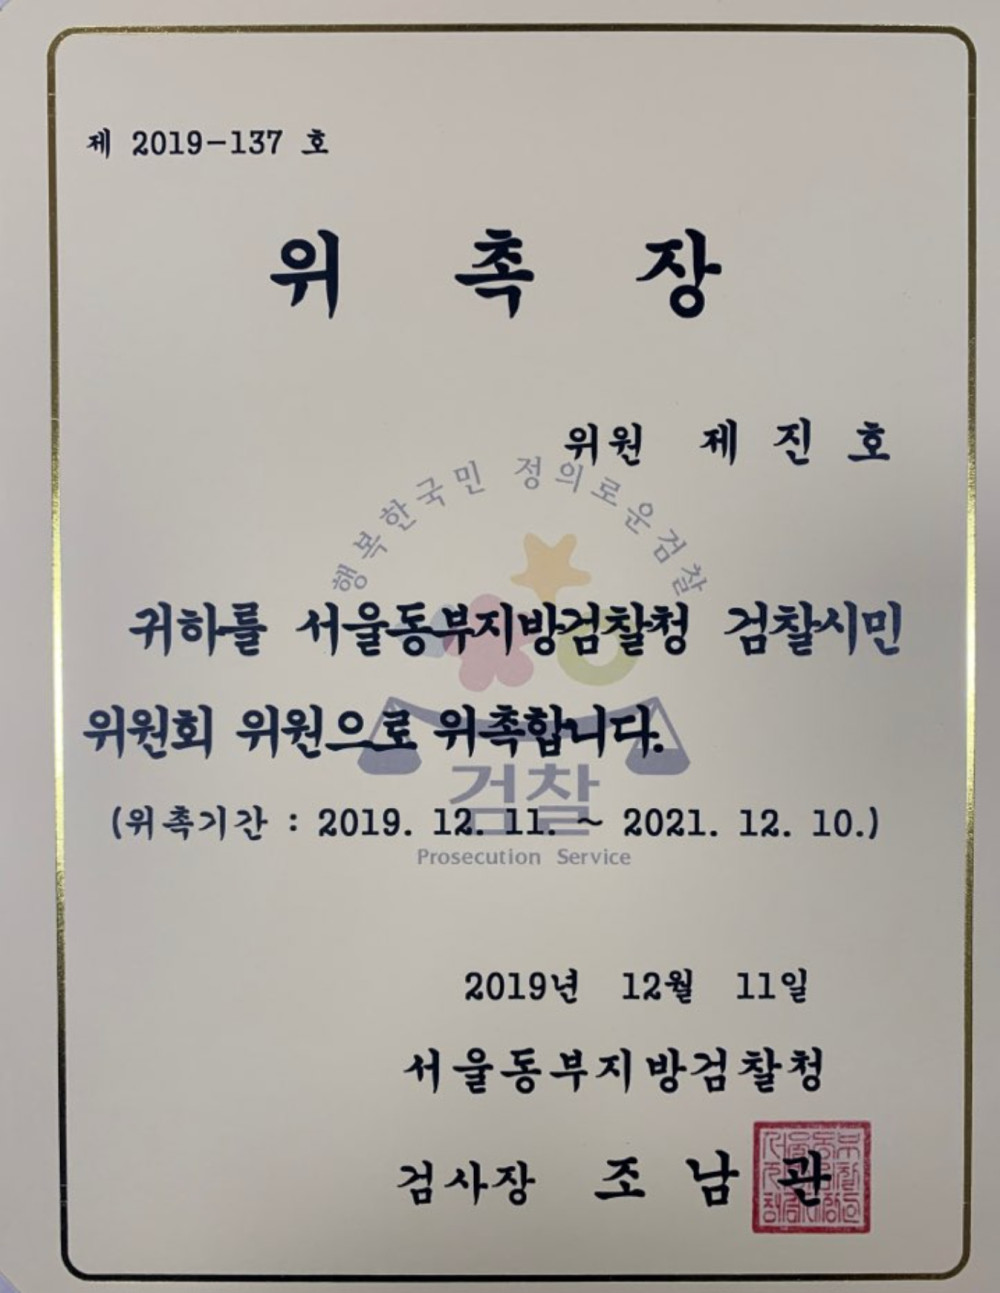 제 2019-137 호
위 촉 장
위원 제 진 호
행복한국민 정의로운검찰
귀하를 서울동부지방검찰청 검찰시민
위원회 위원으로 위촉합니다.
검찰
(위촉기간 : 2019. 12. 11. ~ 2021. 12. 10.)
Prosecution Service
2019년 12월 11일
서울동부지방검찰청
검사장 조 남 관